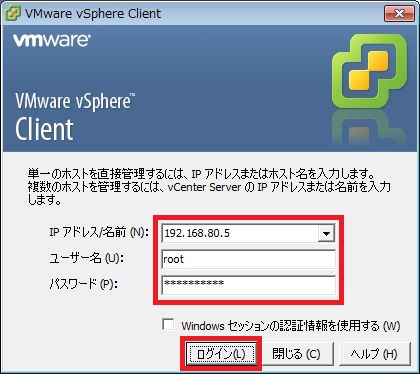 VMware vSphere Client
vmware®
VMware vSphere™
Client
単一のホストを直接管理するには、IP アドレスまたはホスト名を入力します。
複数のホストを管理するには、vCenter Server の IP アドレスまたは名前を入力
します。
IP アドレス/名前 (N): 192.168.80.5
ユーザー名 (U): root
パスワード (P): **********
Windows セッションの認証情報を使用する (W)
ログイン(L) 閉じる (C) ヘルプ (H)